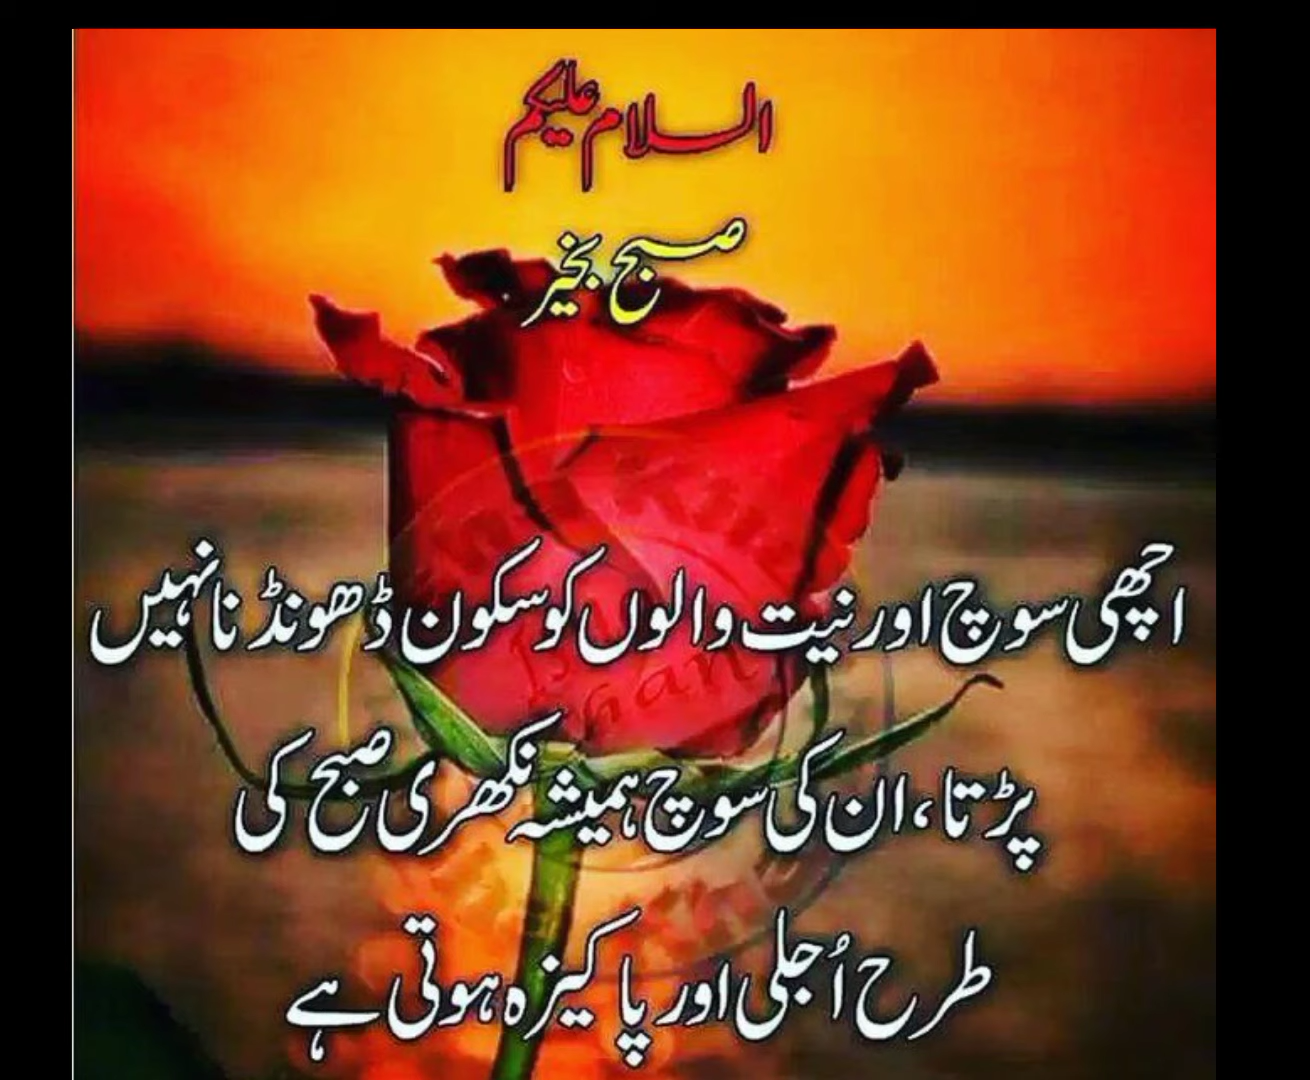 السلام علیکم
صبح بخیر
اچھی سوچ اور نیت والوں کو سکون ڈھونڈنا نہیں
پڑتا، ان کی سوچ ہمیشہ نکھری صبح کی
طرح اُجلی اور پاکیزہ ہوتی ہے